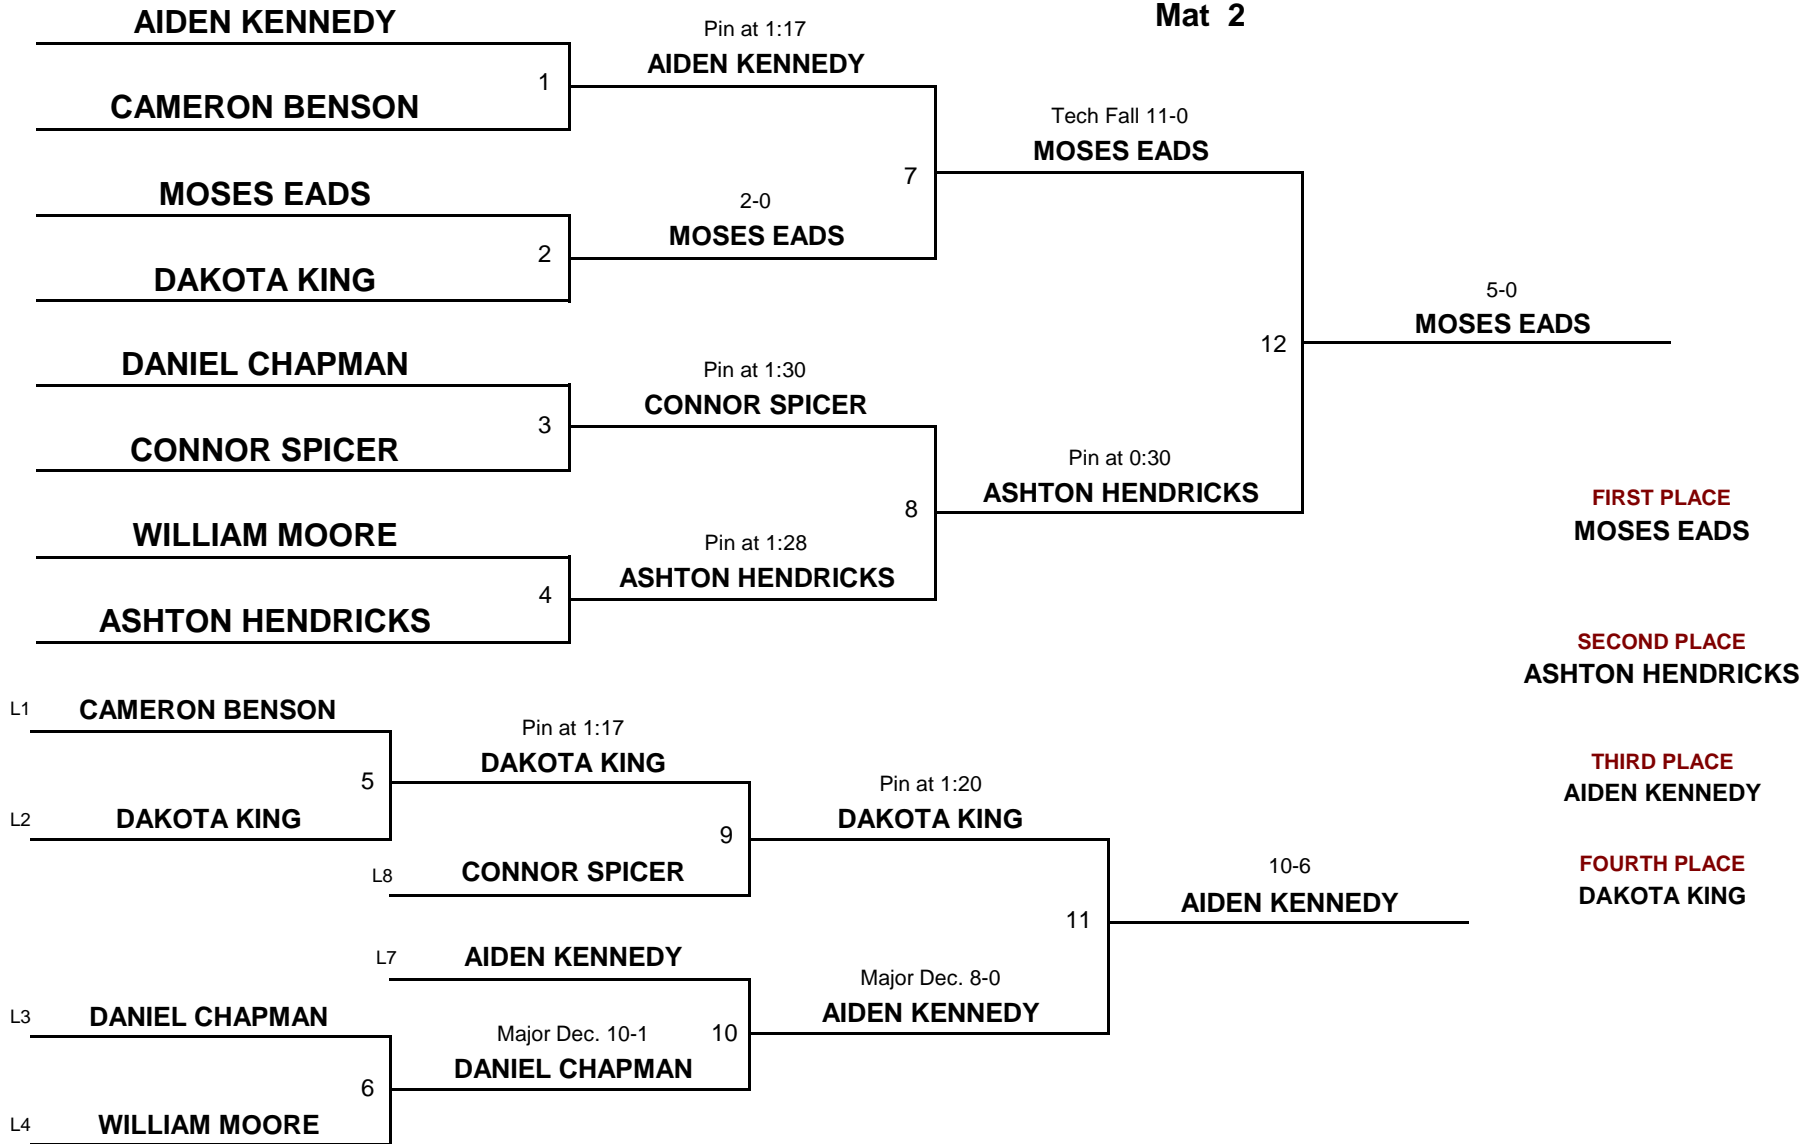 Mat 2
AIDEN KENNEDY
1
CAMERON BENSON
Pin at 1:17
AIDEN KENNEDY
MOSES EADS
2
DAKOTA KING
2-0
MOSES EADS
7
Tech Fall 11-0
MOSES EADS
DANIEL CHAPMAN
3
CONNOR SPICER
Pin at 1:30
CONNOR SPICER
WILLIAM MOORE
4
ASHTON HENDRICKS
Pin at 1:28
ASHTON HENDRICKS
8
Pin at 0:30
ASHTON HENDRICKS
12
5-0
MOSES EADS
FIRST PLACE
MOSES EADS
SECOND PLACE
ASHTON HENDRICKS
THIRD PLACE
AIDEN KENNEDY
FOURTH PLACE
DAKOTA KING
L1 CAMERON BENSON
5
L2 DAKOTA KING
Pin at 1:17
DAKOTA KING
9
L8 CONNOR SPICER
Pin at 1:20
DAKOTA KING
L7 AIDEN KENNEDY
L3 DANIEL CHAPMAN
6
L4 WILLIAM MOORE
Major Dec. 10-1
DANIEL CHAPMAN
10
Major Dec. 8-0
AIDEN KENNEDY
11
10-6
AIDEN KENNEDY